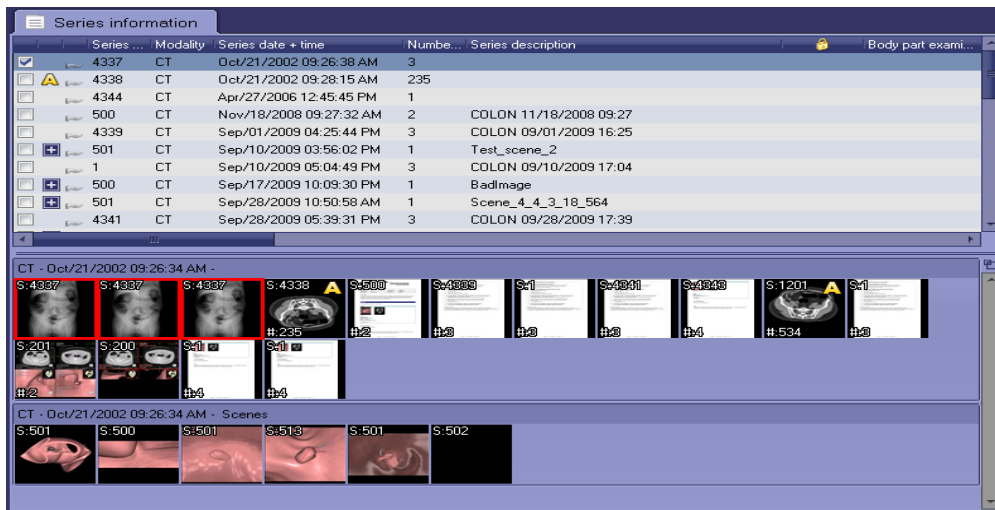 Series information
Series ... Modality Series date + time Numbe... Series description Body part exami...
4337 CT Oct/21/2002 09:26:38 AM 3
A 4338 CT Oct/21/2002 09:28:15 AM 235
4344 CT Apr/27/2006 12:45:45 PM 1
500 CT Nov/18/2008 09:27:32 AM 2 COLON 11/18/2008 09:27
4339 CT Sep/01/2009 04:25:44 PM 3 COLON 09/01/2009 16:25
501 CT Sep/10/2009 03:56:02 PM 1 Test_scene_2
1 CT Sep/10/2009 05:04:49 PM 3 COLON 09/10/2009 17:04
500 CT Sep/17/2009 10:09:30 PM 1 BadImage
501 CT Sep/28/2009 10:50:58 AM 1 Scene_4_4_3_18_564
4341 CT Sep/28/2009 05:39:31 PM 3 COLON 09/28/2009 17:39
CT - Oct/21/2002 09:26:34 AM -
S:4337 S:4337 S:4337 S:4338 A S:500 S:4339 S:1 S:4341 S:4343 S:1201 A S:1
#:235 #:2 #:3 #:3 #:3 #:4 #:534 #:3
S:201 S:200 S:1 S:1
#:2 #:4 #:4
CT - Oct/21/2002 09:26:34 AM - Scenes
S:501 S:500 S:501 S:513 S:501 S:502